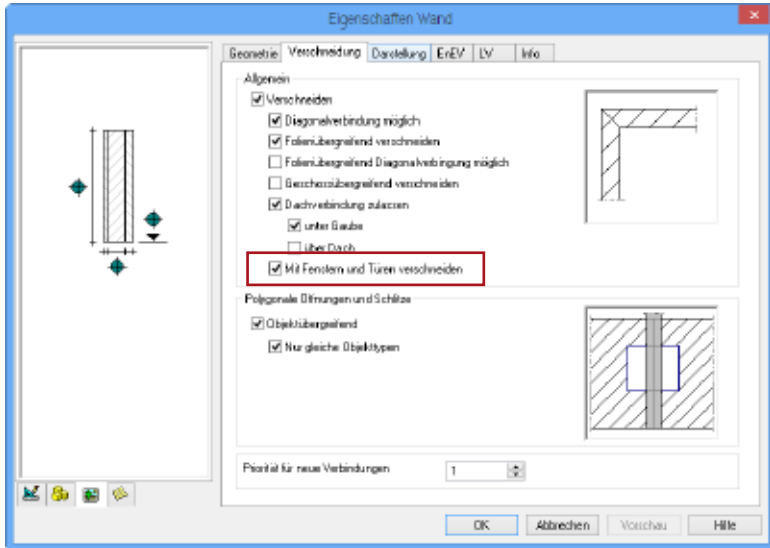 Eigenschaften Wand
Geometrie Verschneidung Darstellung EnEV LV Info
Allgemein
Verschneiden
Diagonalverbindung möglich
Folienübergreifend verschneiden
Folienübergreifend Diagonalverbingung möglich
Geschossübergreifend verschneiden
Dachverbindung zulassen
unter Gaube
über Dach
Mit Fenstern und Türen verschneiden
Polygonale Öffnungen und Schlitze
Objektübergreifend
Nur gleiche Objekttypen
Priorität für neue Verbindungen 1
OK Abbrechen Vorschau Hilfe